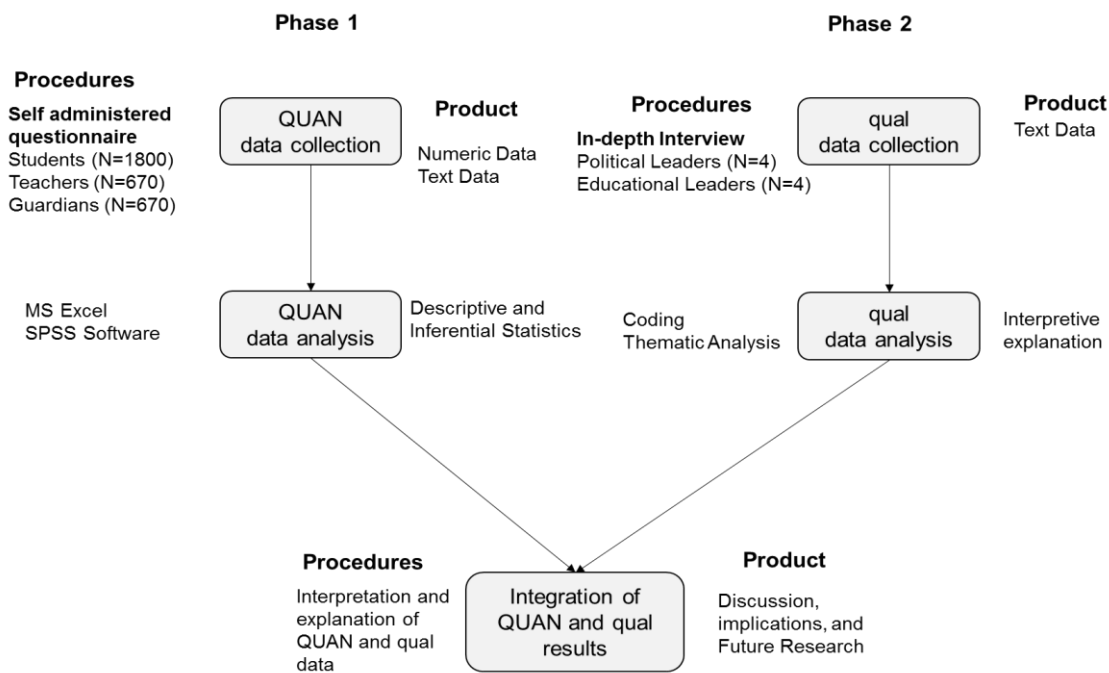 Phase 1
Phase 2
Procedures
Self administered
questionnaire
Students (N=1800)
Teachers (N=670)
Guardians (N=670)
QUAN
data collection
Product
Numeric Data
Text Data
Procedures
In-depth Interview
Political Leaders (N=4)
Educational Leaders (N=4)
qual
data collection
Product
Text Data
MS Excel
SPSS Software
QUAN
data analysis
Descriptive and
Inferential Statistics
Coding
Thematic Analysis
qual
data analysis
Interpretive
explanation
Procedures
Interpretation and
explanation of
QUAN and qual
data
Integration of
QUAN and qual
results
Product
Discussion,
implications, and
Future Research